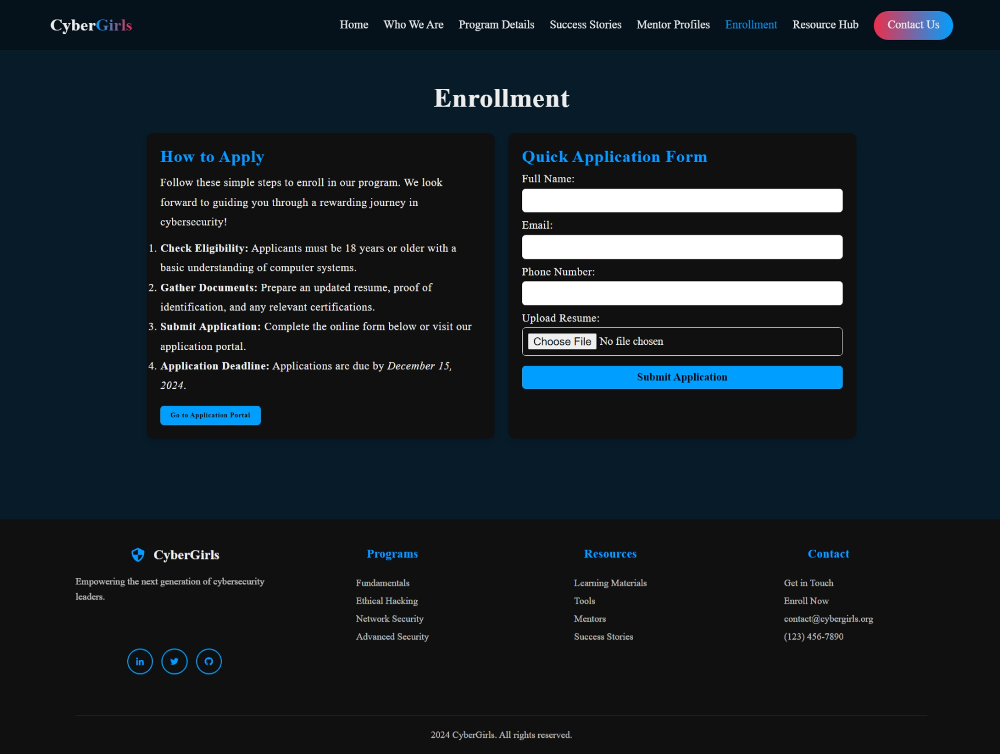 CyberGirls
Home Who We Are Program Details Success Stories Mentor Profiles Enrollment Resource Hub Contact Us
Enrollment
How to Apply
Follow these simple steps to enroll in our program. We look
forward to guiding you through a rewarding journey in
cybersecurity!
1. Check Eligibility: Applicants must be 18 years or older with a
basic understanding of computer systems.
2. Gather Documents: Prepare an updated resume, proof of
identification, and any relevant certifications.
3. Submit Application: Complete the online form below or visit our
application portal.
4. Application Deadline: Applications are due by December 15,
2024.
Go to Application Portal
Quick Application Form
Full Name:
Email:
Phone Number:
Upload Resume:
Choose File No file chosen
Submit Application
CyberGirls
Empowering the next generation of cybersecurity
leaders.
Programs
Fundamentals
Ethical Hacking
Network Security
Advanced Security
Resources
Learning Materials
Tools
Mentors
Success Stories
Contact
Get in Touch
Enroll Now
contact@cybergirls.org
(123) 456-7890
2024 CyberGirls. All rights reserved.